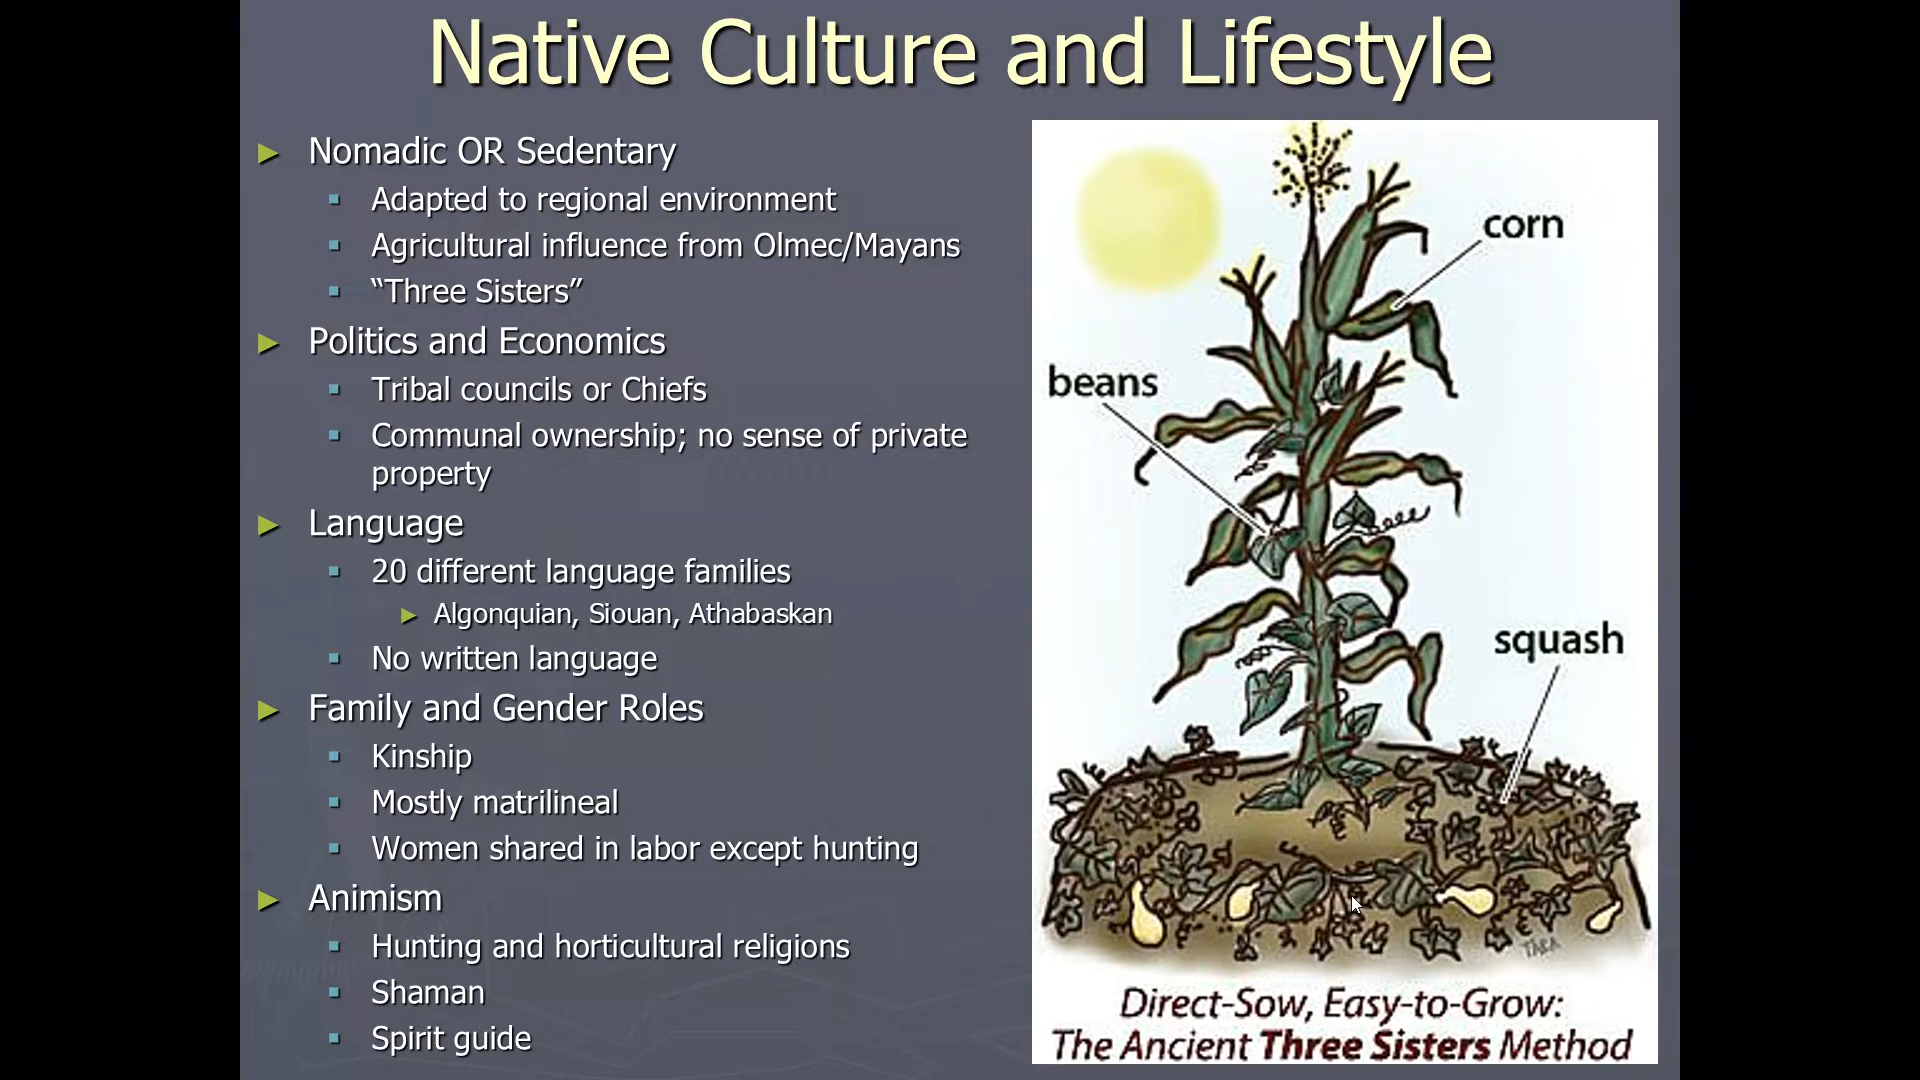 Native Culture and Lifestyle
► Nomadic OR Sedentary
▪ Adapted to regional environment
▪ Agricultural influence from Olmec/Mayans
▪ “Three Sisters”
► Politics and Economics
▪ Tribal councils or Chiefs
▪ Communal ownership; no sense of private
property
► Language
▪ 20 different language families
► Algonquian, Siouan, Athabaskan
▪ No written language
► Family and Gender Roles
▪ Kinship
▪ Mostly matrilineal
▪ Women shared in labor except hunting
► Animism
▪ Hunting and horticultural religions
▪ Shaman
▪ Spirit guide
corn
beans
squash
TARA
Direct-Sow, Easy-to-Grow:
The Ancient Three Sisters Method